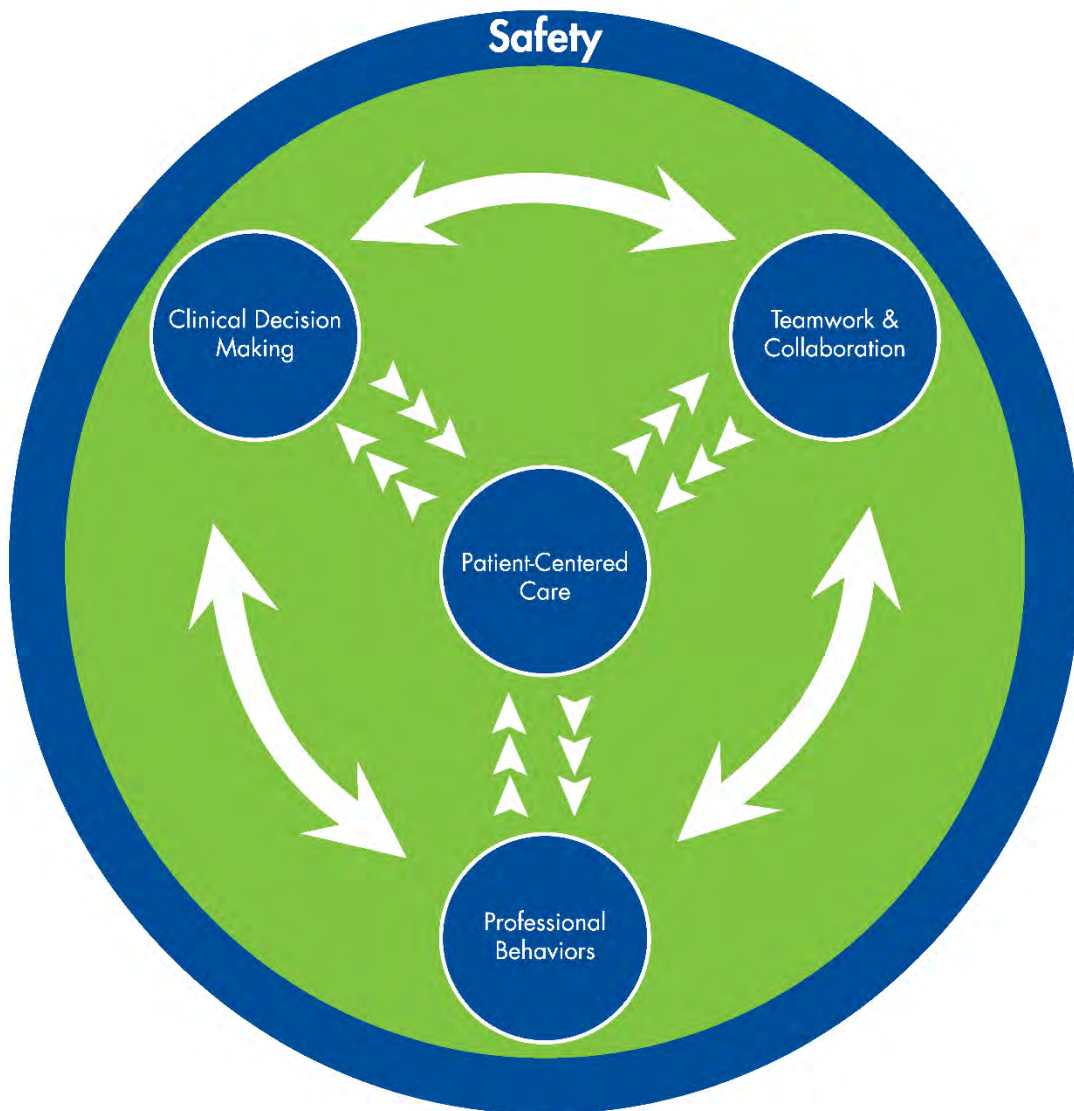 Safety
Clinical Decision
Making
Teamwork &
Collaboration
Patient-Centered
Care
Professional
Behaviors